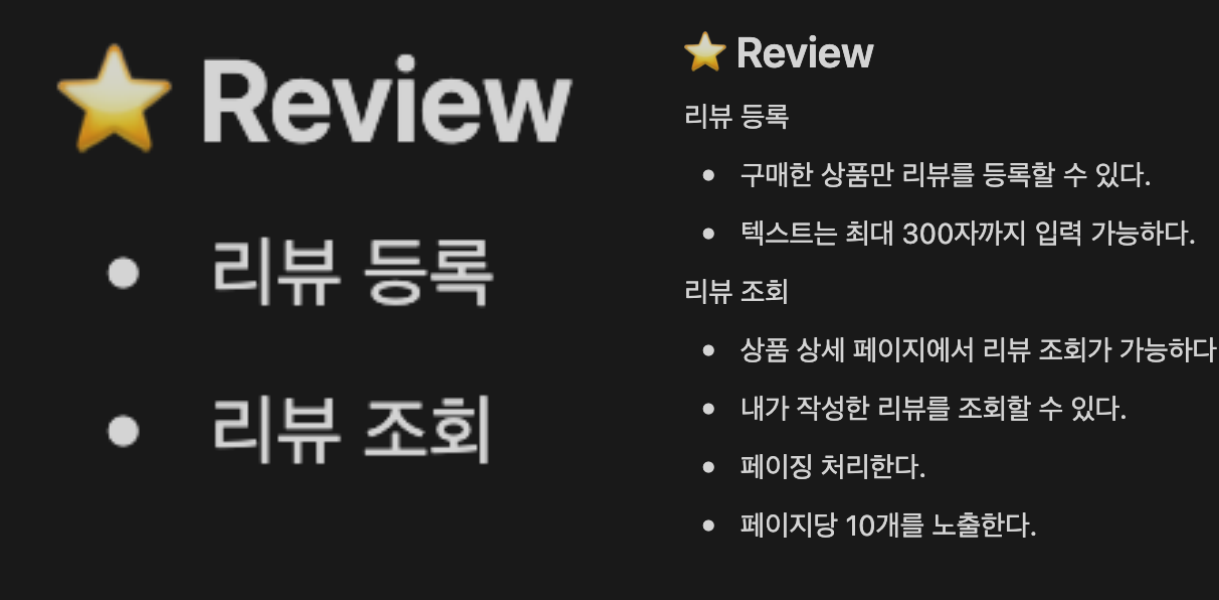 ⭐ Review
• 리뷰 등록
• 리뷰 조회
⭐ Review
리뷰 등록
• 구매한 상품만 리뷰를 등록할 수 있다.
• 텍스트는 최대 300자까지 입력 가능하다.
리뷰 조회
• 상품 상세 페이지에서 리뷰 조회가 가능하다
• 내가 작성한 리뷰를 조회할 수 있다.
• 페이징 처리한다.
• 페이지당 10개를 노출한다.